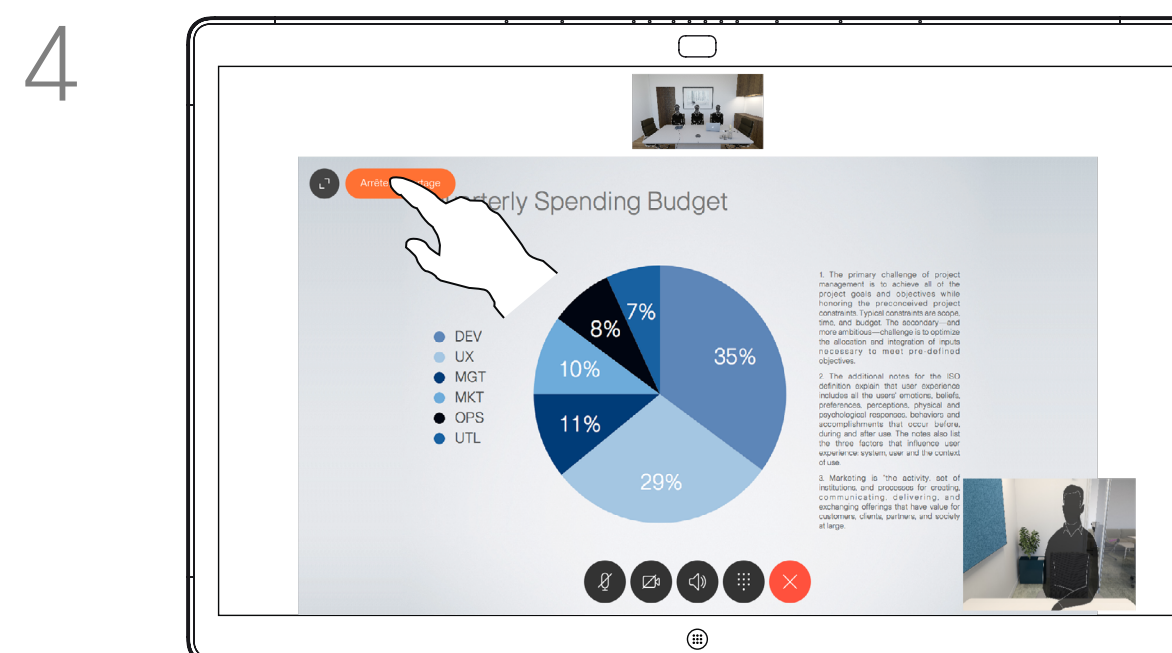 4
Arrête
tage
rterly Spending Budget
7%
8%
35%
10%
11%
29%
DEV
UX
MGT
MKT
OPS
UTL
1. The primary challenge of project
management is to achieve all of the
project goals and objectives while
honoring the preconceived project
constraints. Typical constraints are scope,
time, and budget. The secondary—and
more ambitious—challenge is to optimize
the allocation and integration of inputs
necessary to meet pre-defined
objectives.
2. The additional notes for the ISO
definition explain that user experience
includes all the users' emotions, beliefs,
preferences, perceptions, physical and
psychological responses, behaviors and
accomplishments that occur before,
during and after use. The notes also list
the three factors that influence user
experience: system, user and the context
of use.
3. Marketing is "the activity, set of
institutions, and processes for creating,
communicating, delivering, and
exchanging offerings that have value for
customers, clients, partners, and society
at large.